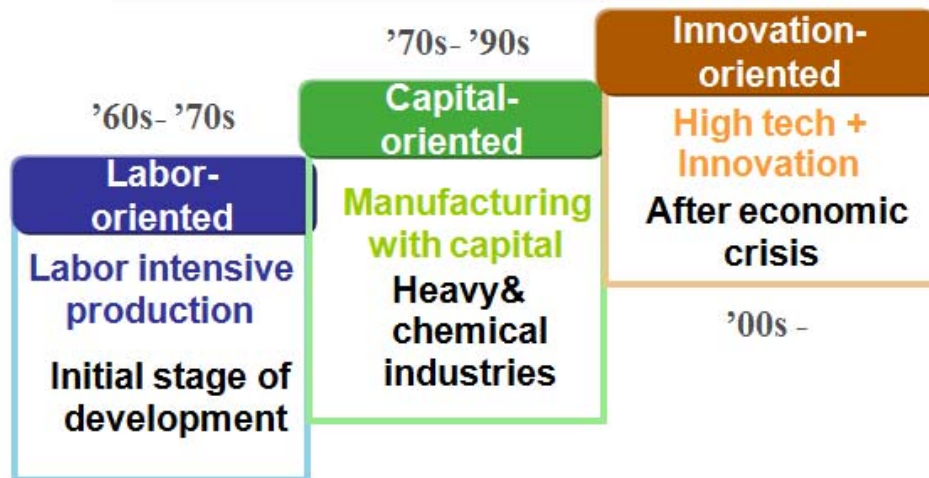 ’60s- ’70s
Labor-
oriented
Labor intensive
production
Initial stage of
development
’70s- ’90s
Capital-
oriented
Manufacturing
with capital
Heavy&
chemical
industries
Innovation-
oriented
High tech +
Innovation
After economic
crisis
’00s -